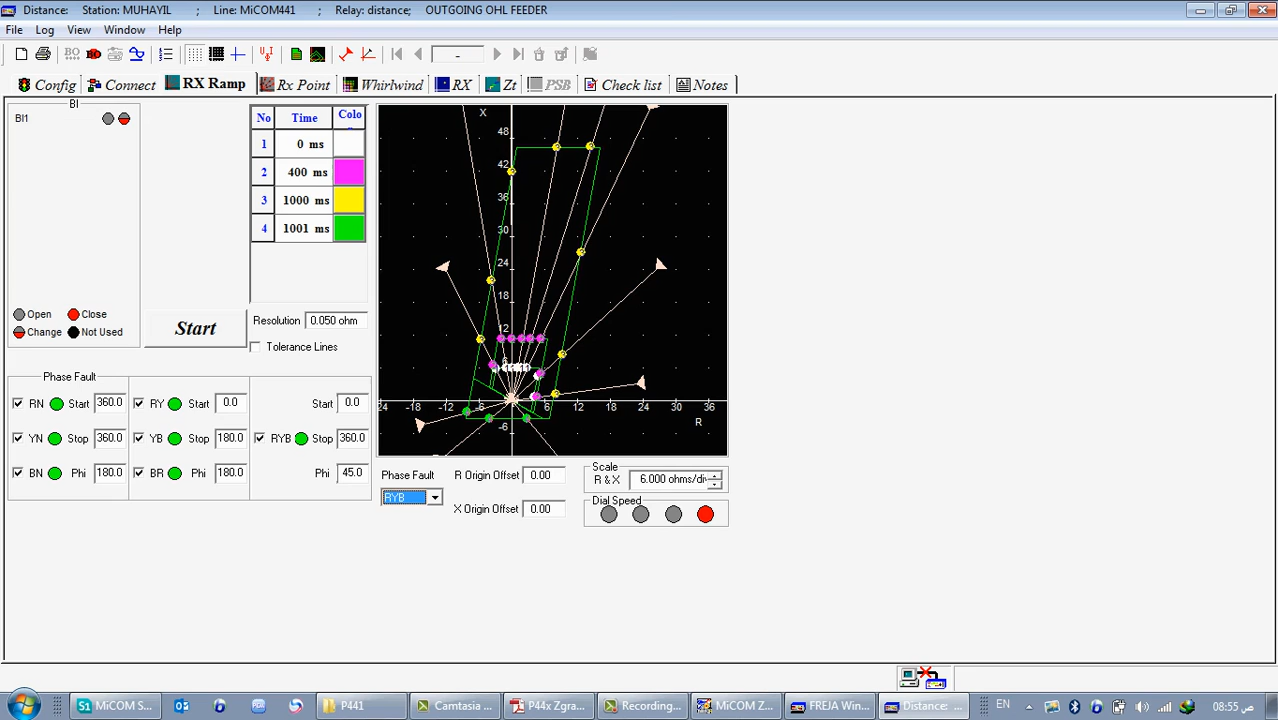 Distance: Station: MUHAYIL ; Line: MiCOM441 ; Relay: distance; OUTGOING OHL FEEDER
File Log View Window Help
BO BO -
Config Connect RX Ramp Rx Point Whirlwind RX Zt PSB Check list Notes
BI
BI1
No Time Colo
1 0 ms
2 400 ms
3 1000 ms
4 1001 ms
X
48
42
36
30
24
18
12
6
24 -18 -12 -6 6 12 18 24 30 36
-6
R
Open Close
Change Not Used
Start
Resolution 0.050 ohm
Tolerance Lines
Phase Fault
RN Start 360.0 RY Start 0.0 Start 0.0
YN Stop 360.0 YB Stop 180.0 RYB Stop 360.0
BN Phi 180.0 BR Phi 180.0 Phi 45.0
Phase Fault
RYB
R Origin Offset 0.00
X Origin Offset 0.00
Scale
R & X 6.000 ohms/div
Dial Speed
MiCOM S... P441 Camtasia ... P44x Zgra... Recording... MiCOM Z... FREJA Win... Distance: ... EN 08:55 ص